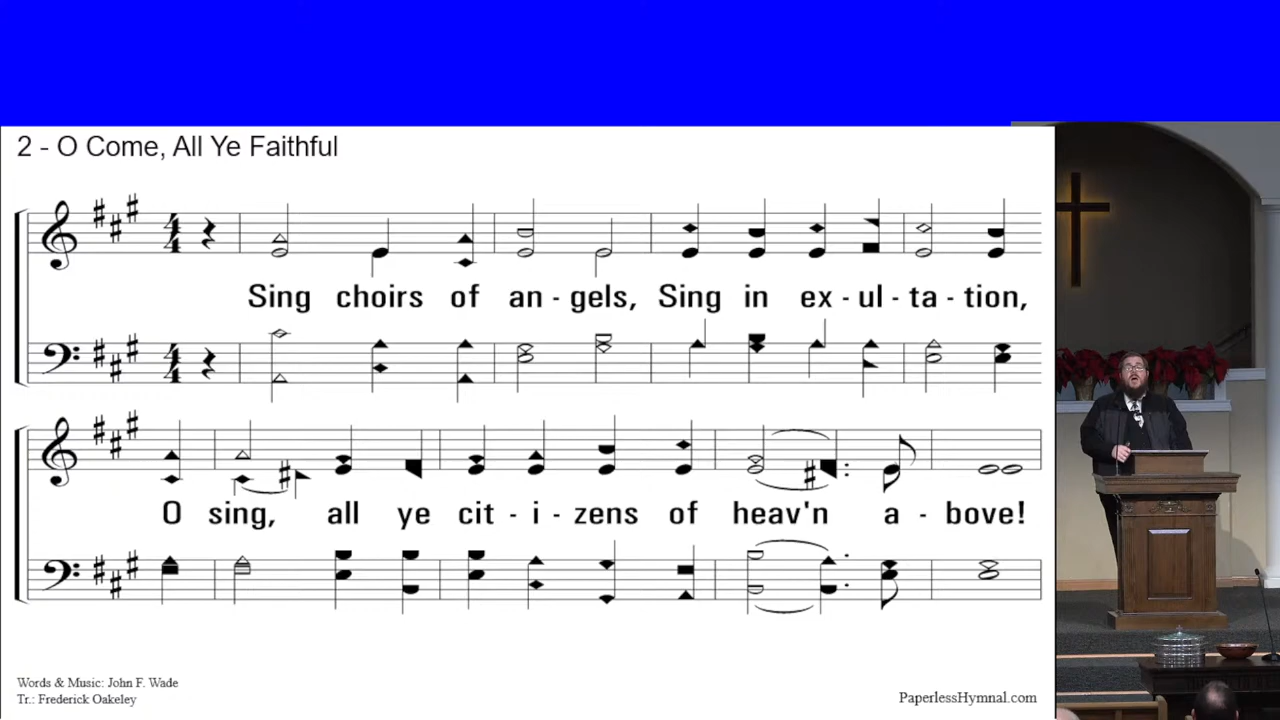 2 - O Come, All Ye Faithful
Sing choirs of an - gels, Sing in ex - ul - ta - tion,
O sing, all ye cit - i - zens of heav'n a - bove!
Words & Music: John F. Wade
Tr.: Frederick Oakeley
PaperlessHymnal.com